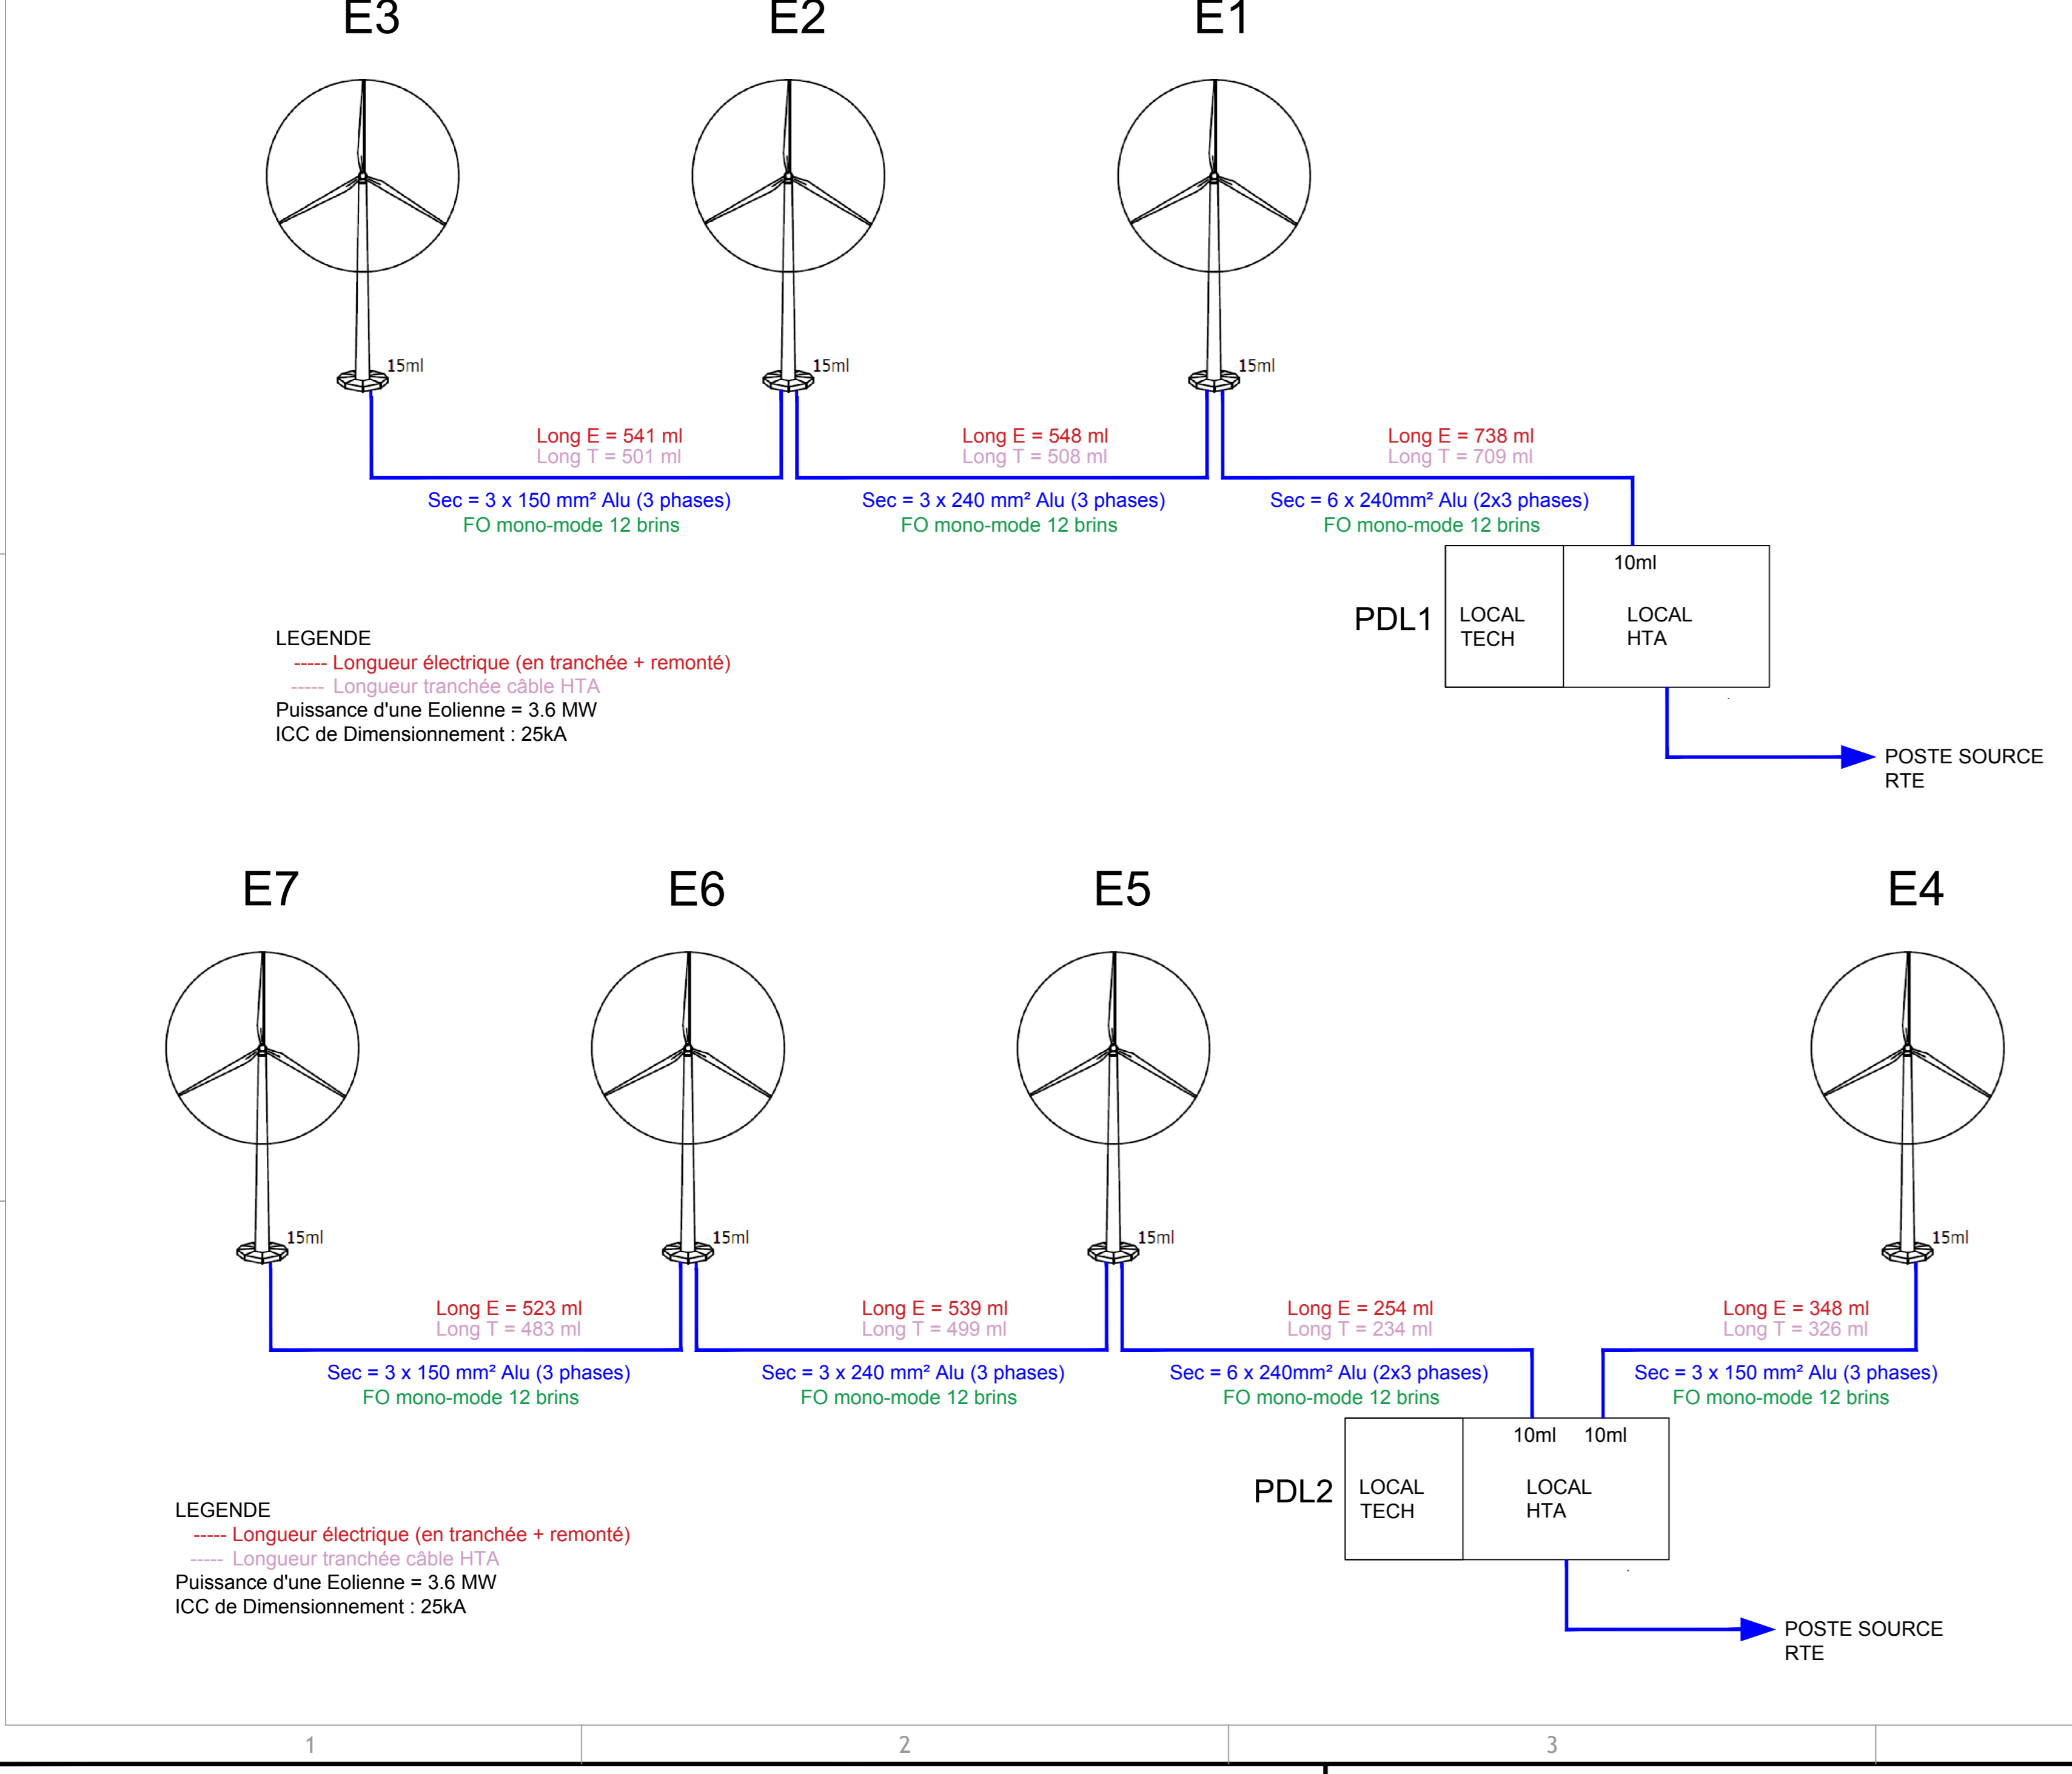 E3 E2 E1
15ml 15ml 15ml
Long E = 541 ml
Long T = 501 ml
Sec = 3 x 150 mm² Alu (3 phases)
FO mono-mode 12 brins
Long E = 548 ml
Long T = 508 ml
Sec = 3 x 240 mm² Alu (3 phases)
FO mono-mode 12 brins
Long E = 738 ml
Long T = 709 ml
Sec = 6 x 240mm² Alu (2x3 phases)
FO mono-mode 12 brins
10ml
PDL1
LOCAL
TECH
LOCAL
HTA
LEGENDE
----- Longueur électrique (en tranchée + remonté)
----- Longueur tranchée câble HTA
Puissance d'une Eolienne = 3.6 MW
ICC de Dimensionnement : 25kA
POSTE SOURCE
RTE
E7 E6 E5 E4
15ml 15ml 15ml 15ml
Long E = 523 ml
Long T = 483 ml
Sec = 3 x 150 mm² Alu (3 phases)
FO mono-mode 12 brins
Long E = 539 ml
Long T = 499 ml
Sec = 3 x 240 mm² Alu (3 phases)
FO mono-mode 12 brins
Long E = 254 ml
Long T = 234 ml
Sec = 6 x 240mm² Alu (2x3 phases)
FO mono-mode 12 brins
Long E = 348 ml
Long T = 326 ml
Sec = 3 x 150 mm² Alu (3 phases)
FO mono-mode 12 brins
10ml 10ml
PDL2
LOCAL
TECH
LOCAL
HTA
LEGENDE
----- Longueur électrique (en tranchée + remonté)
----- Longueur tranchée câble HTA
Puissance d'une Eolienne = 3.6 MW
ICC de Dimensionnement : 25kA
POSTE SOURCE
RTE
1 2 3